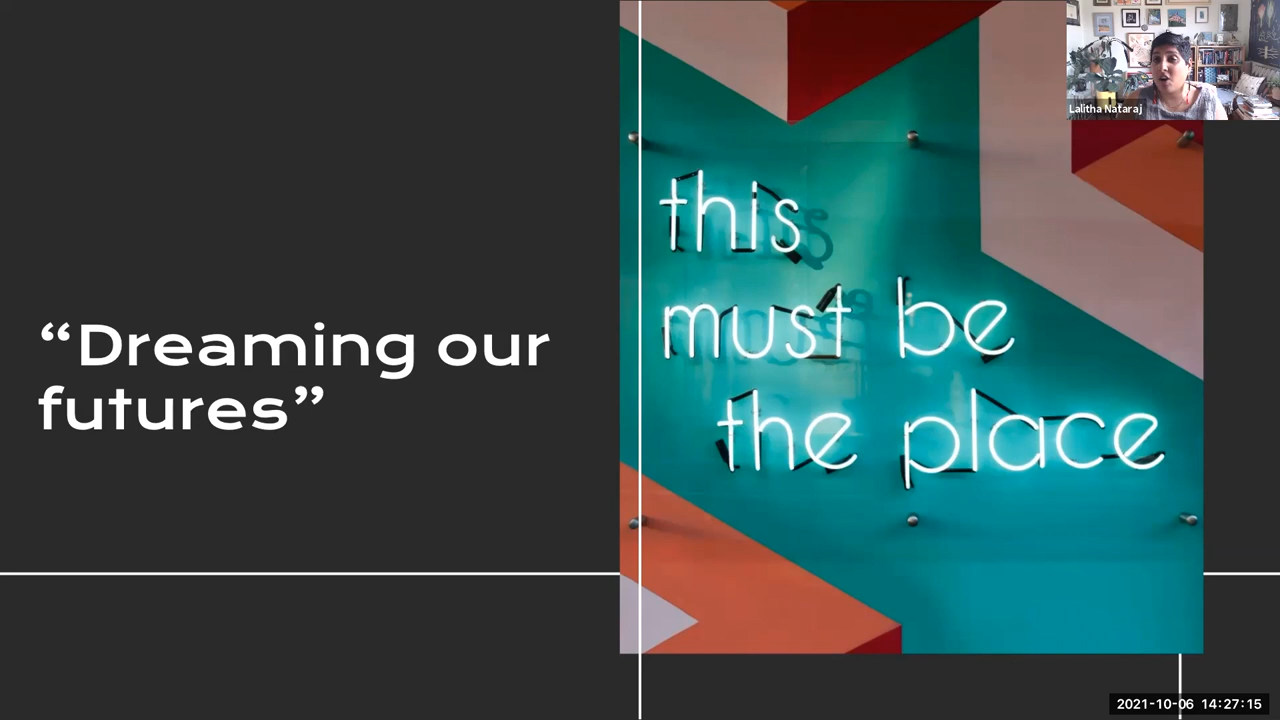 “Dreaming our
futures”
this
must be
the place
Lalitha Nataraj
2021-10-06 14:27:15